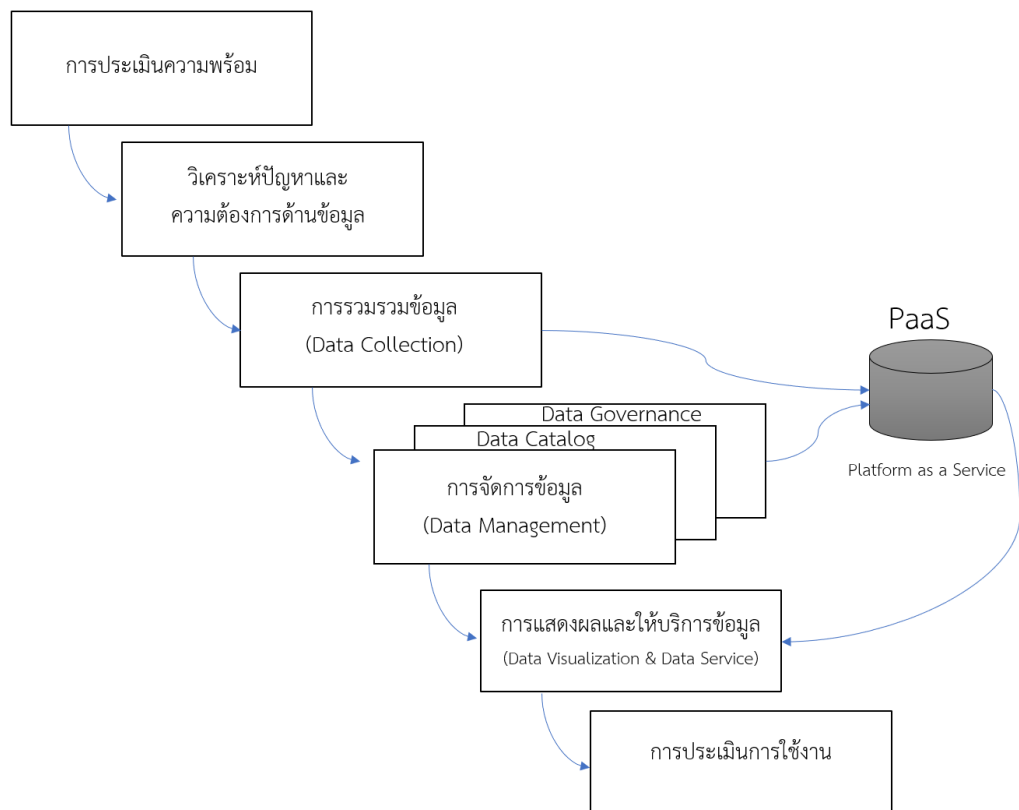 การประเมินความพร้อม
วิเคราะห์ปัญหาและ
ความต้องการด้านข้อมูล
การรวมรวมข้อมูล
(Data Collection)
PaaS
Platform as a Service
Data Governance
Data Catalog
การจัดการข้อมูล
(Data Management)
การแสดงผลและให้บริการข้อมูล
(Data Visualization & Data Service)
การประเมินการใช้งาน